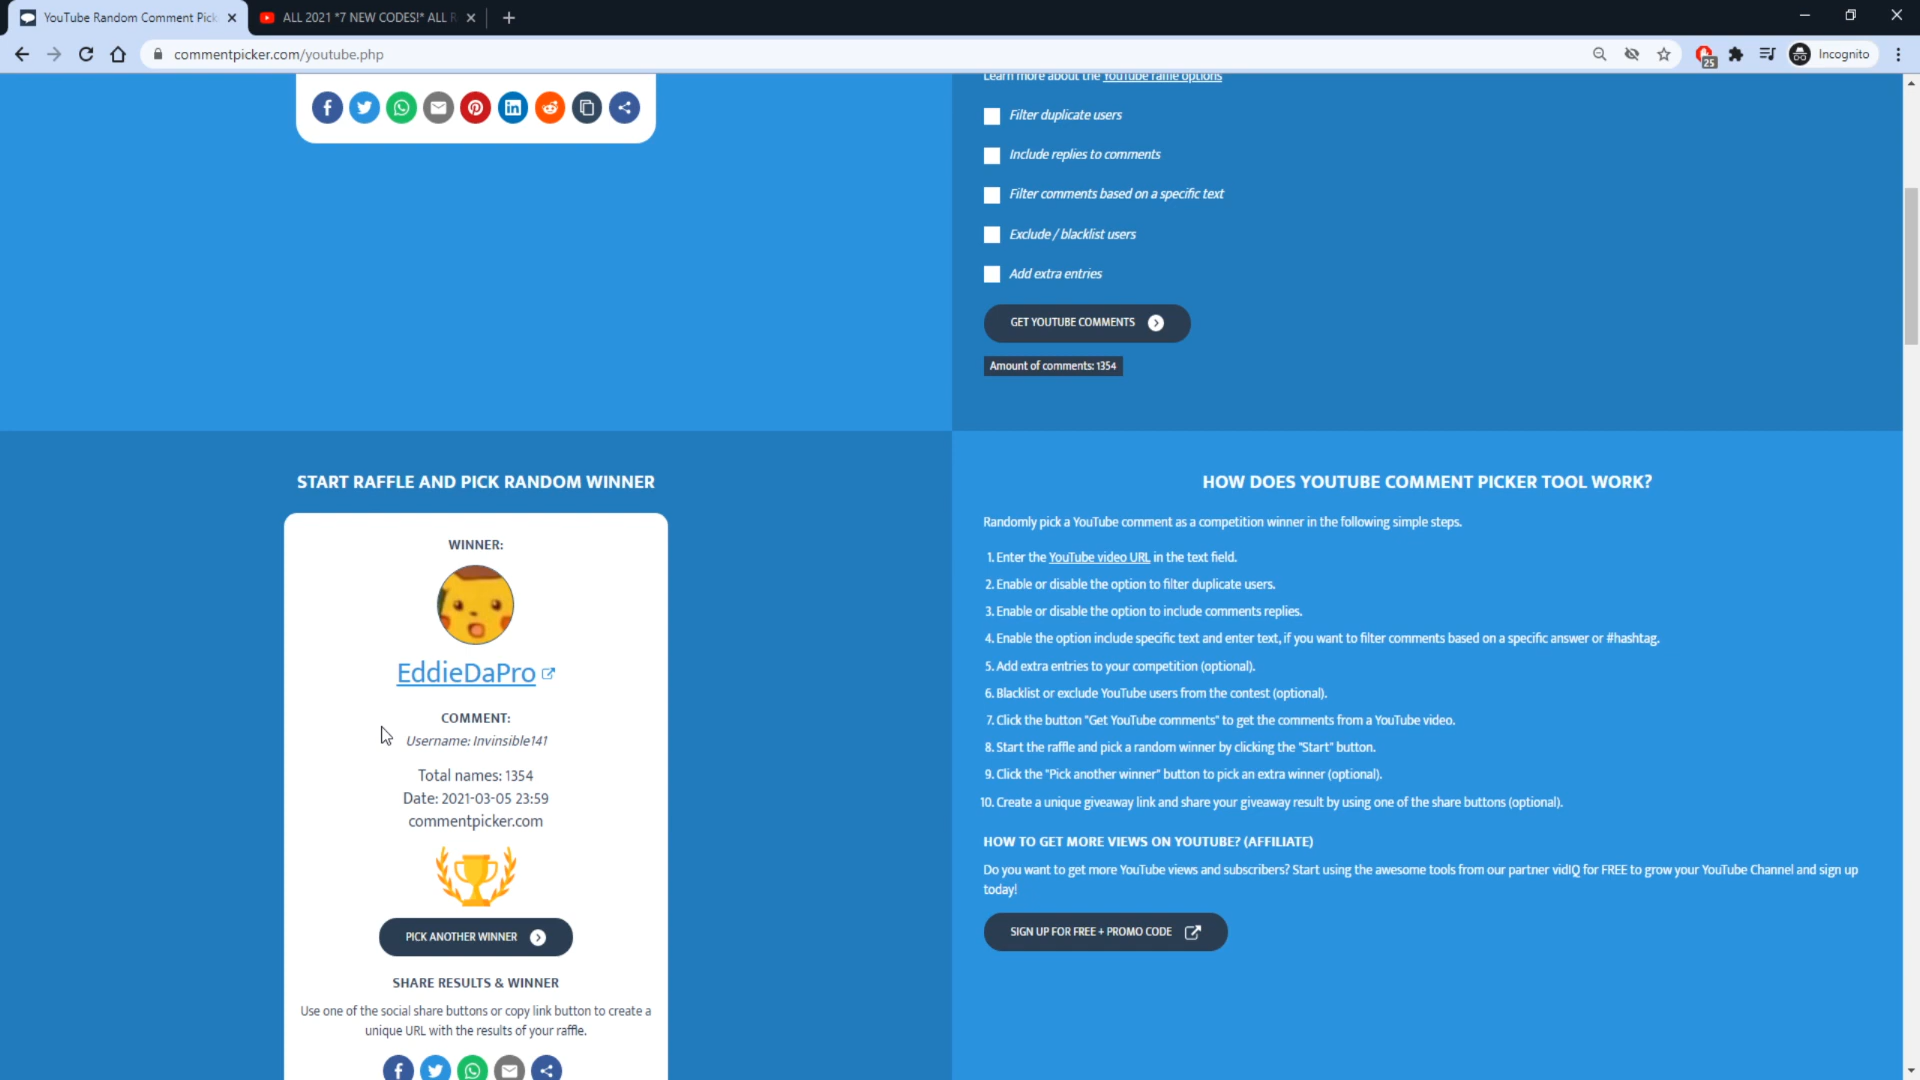 YouTube Random Comment Pick
ALL 2021 *7 NEW CODES!* ALL R
commentpicker.com/youtube.php
25
Incognito
Learn more about the YouTube raffle options
Filter duplicate users
Include replies to comments
Filter comments based on a specific text
Exclude / blacklist users
Add extra entries
GET YOUTUBE COMMENTS
Amount of comments: 1354
START RAFFLE AND PICK RANDOM WINNER
WINNER:
EddieDaPro
COMMENT:
Username: Invinsible141
Total names: 1354
Date: 2021-03-05 23:59
commentpicker.com
PICK ANOTHER WINNER
SHARE RESULTS & WINNER
Use one of the social share buttons or copy link button to create a
unique URL with the results of your raffle.
HOW DOES YOUTUBE COMMENT PICKER TOOL WORK?
Randomly pick a YouTube comment as a competition winner in the following simple steps.
1. Enter the YouTube video URL in the text field.
2. Enable or disable the option to filter duplicate users.
3. Enable or disable the option to include comments replies.
4. Enable the option include specific text and enter text, if you want to filter comments based on a specific answer or #hashtag.
5. Add extra entries to your competition (optional).
6. Blacklist or exclude YouTube users from the contest (optional).
7. Click the button "Get YouTube comments" to get the comments from a YouTube video.
8. Start the raffle and pick a random winner by clicking the "Start" button.
9. Click the "Pick another winner" button to pick an extra winner (optional).
10. Create a unique giveaway link and share your giveaway result by using one of the share buttons (optional).
HOW TO GET MORE VIEWS ON YOUTUBE? (AFFILIATE)
Do you want to get more YouTube views and subscribers? Start using the awesome tools from our partner vidIQ for FREE to grow your YouTube Channel and sign up
today!
SIGN UP FOR FREE + PROMO CODE